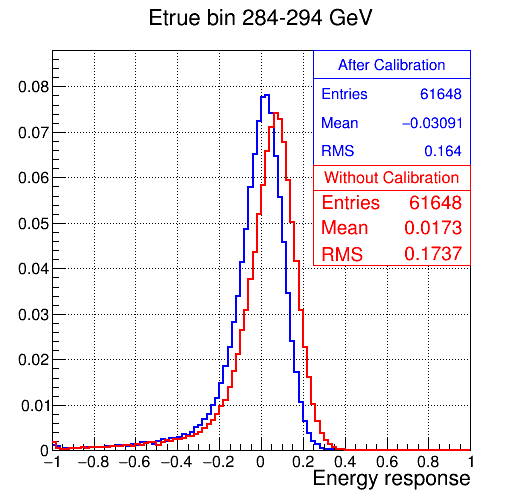 Etrue bin 284-294 GeV
After Calibration
Entries 61648
Mean −0.03091
RMS 0.164
Without Calibration
Entries 61648
Mean 0.0173
RMS 0.1737
0.08
0.07
0.06
0.05
0.04
0.03
0.02
0.01
0
−1 −0.8 −0.6 −0.4 −0.2 0 0.2 0.4 0.6 0.8 1
Energy response